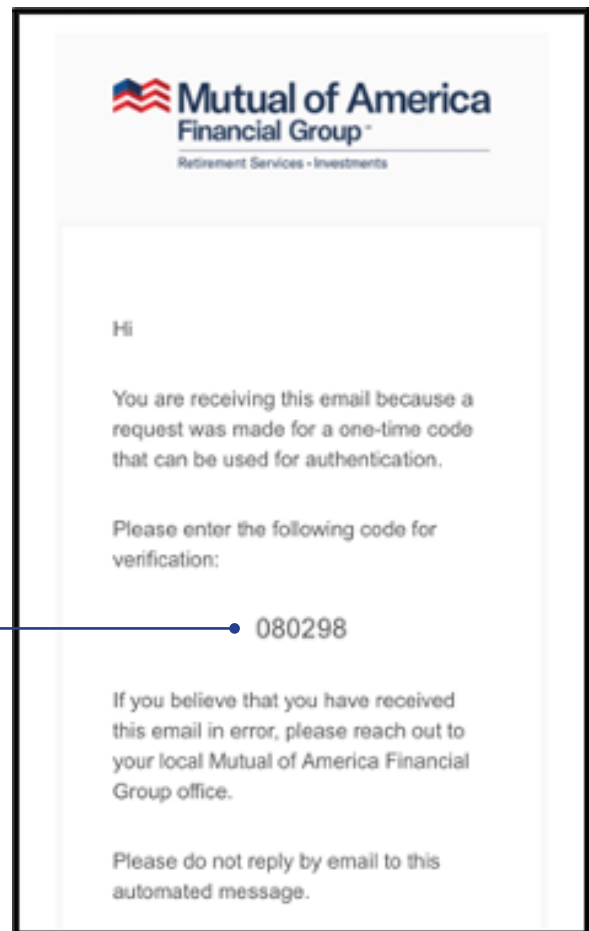 Mutual of America
Financial Group
Retirement Services • Investments
Hi
You are receiving this email because a
request was made for a one-time code
that can be used for authentication.
Please enter the following code for
verification:
080298
If you believe that you have received
this email in error, please reach out to
your local Mutual of America Financial
Group office.
Please do not reply by email to this
automated message.